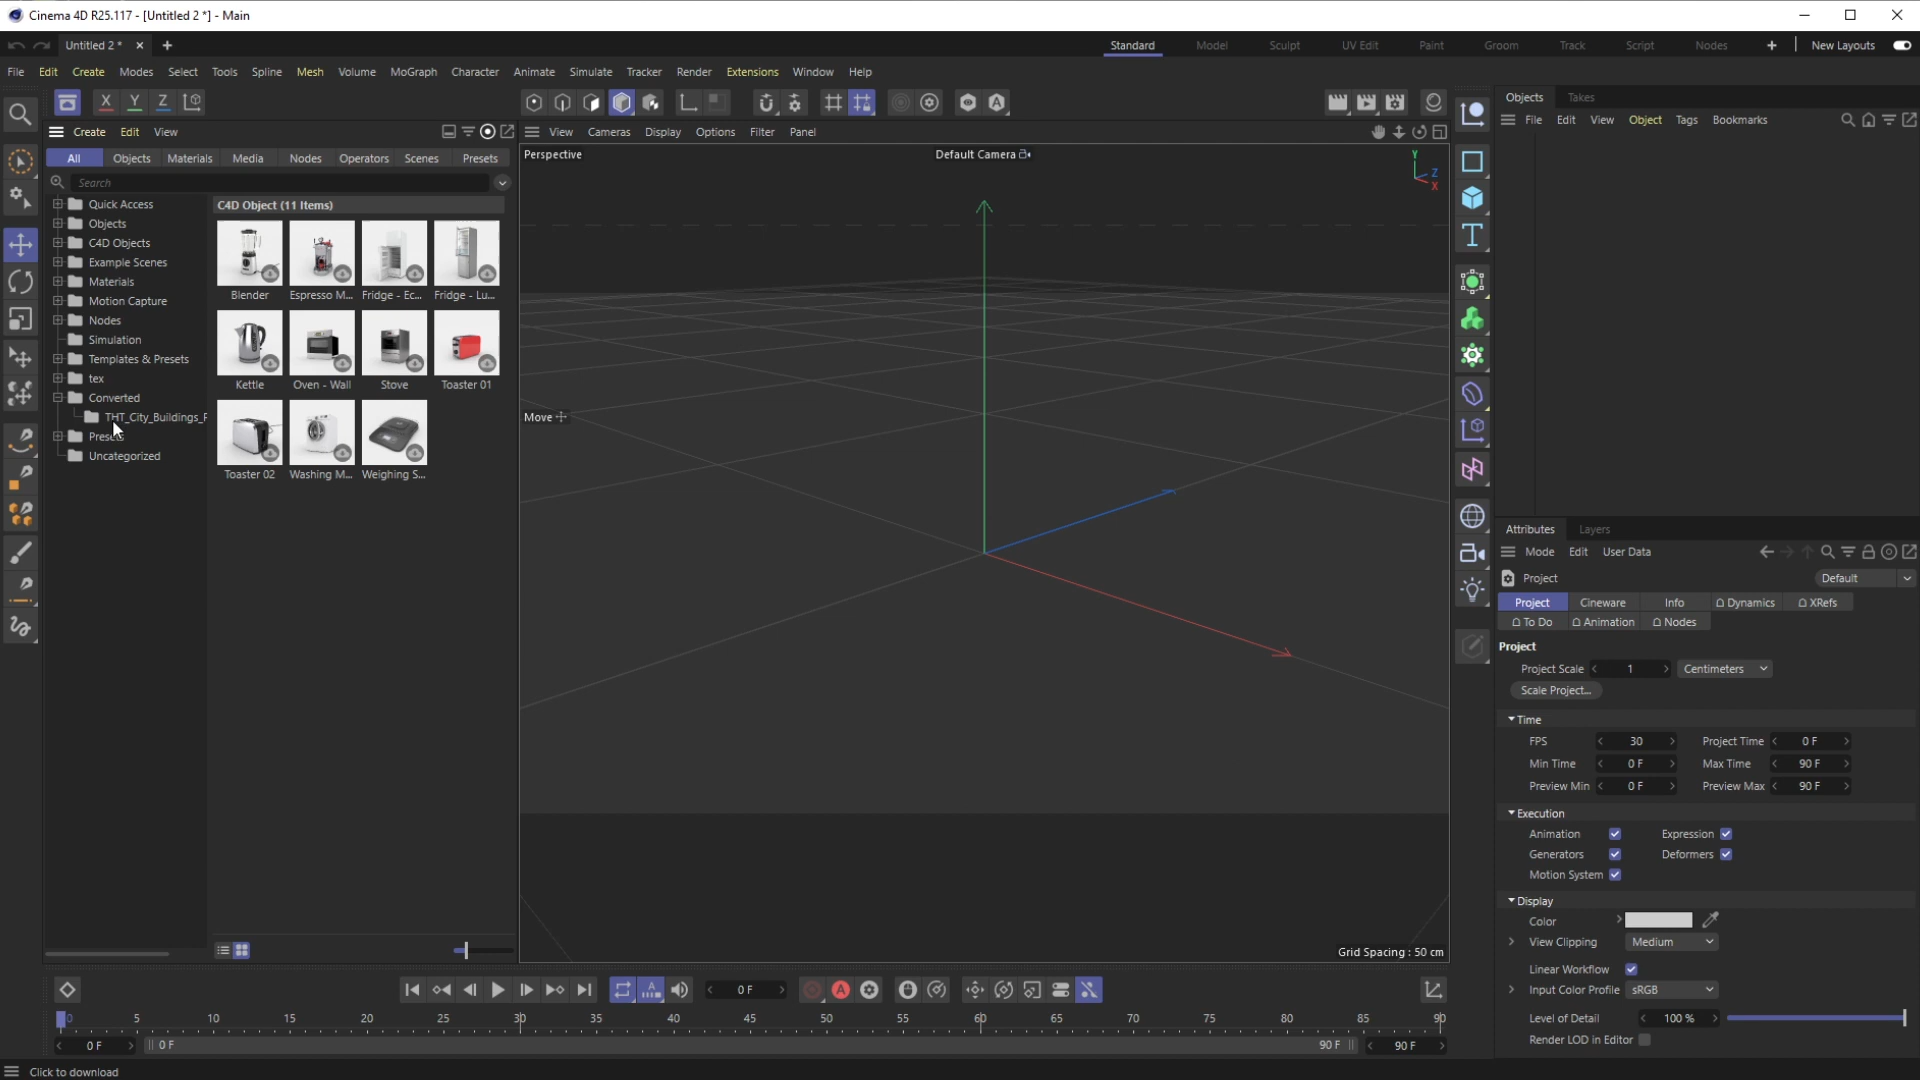 Cinema 4D R25.117 - [Untitled 2 *] - Main
Untitled 2 *
Standard Model Sculpt UV Edit Paint Groom Track Script Nodes New Layouts
File Edit Create Modes Select Tools Spline Mesh Volume MoGraph Character Animate Simulate Tracker Render Extensions Window Help
X Y Z
Create Edit View
All Objects Materials Media Nodes Operators Scenes Presets
Search
Quick Access
Objects
C4D Objects
Example Scenes
Materials
Motion Capture
Nodes
Simulation
Templates & Presets
tex
Converted
THT_City_Buildings_F
Presets
Uncategorized
C4D Object (11 Items)
Blender Espresso M... Fridge - Ec... Fridge - Lu...
Kettle Oven - Wall Stove Toaster 01
Toaster 02 Washing M... Weighing S...
View Cameras Display Options Filter Panel
Perspective
Default Camera
Y
Z
X
Move
Grid Spacing : 50 cm
Objects Takes
File Edit View Object Tags Bookmarks
Attributes Layers
Mode Edit User Data
Project Default
Project Cineware Info Dynamics XRefs
To Do Animation Nodes
Project
Project Scale 1 Centimeters
Scale Project...
Time
FPS 30 Project Time 0 F
Min Time 0 F Max Time 90 F
Preview Min 0 F Preview Max 90 F
Execution
Animation Expression
Generators Deformers
Motion System
Display
Color
View Clipping Medium
Linear Workflow
Input Color Profile sRGB
Level of Detail 100 %
Render LOD in Editor
0 F
0 5 10 15 20 25 30 35 40 45 50 55 60 65 70 75 80 85 90
0 F 0 F 90 F 90 F
Click to download